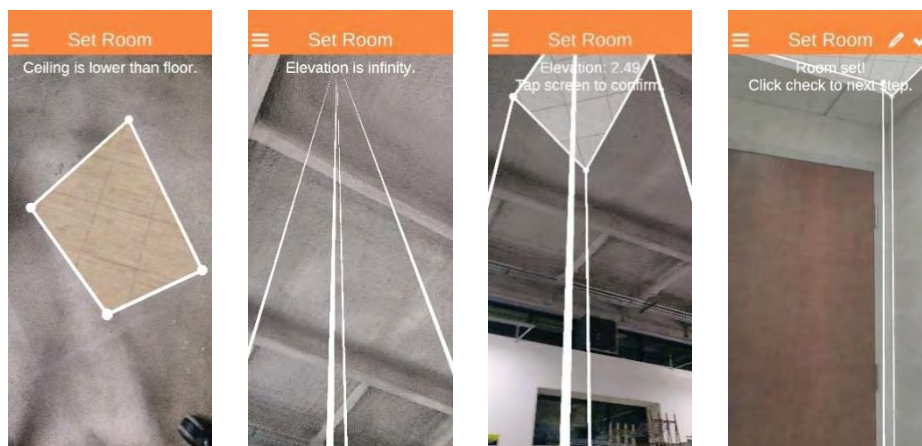 Set Room
Ceiling is lower than floor.
Set Room
Elevation is infinity.
Set Room
Elevation: 2.49
Tap screen to confirm.
Set Room
Room set!
Click check to next step.